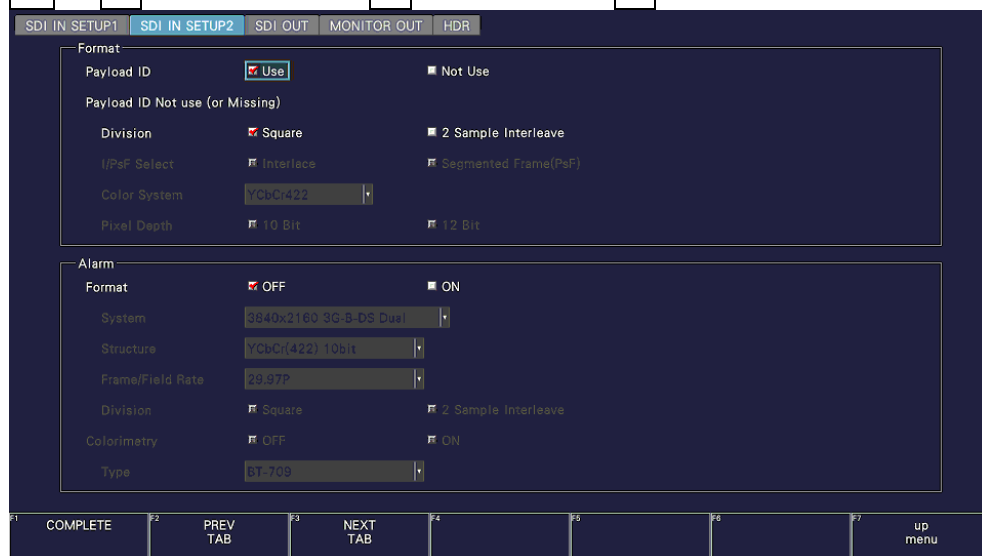 SDI IN SETUP1 SDI IN SETUP2 SDI OUT MONITOR OUT HDR
Format
Payload ID Use Not Use
Payload ID Not use (or Missing)
Division Square 2 Sample Interleave
I/PsF Select Interlace Segmented Frame(PsF)
Color System YCbCr422
Pixel Depth 10 Bit 12 Bit
Alarm
Format OFF ON
System 3840x2160 3G-B-DS Dual
Structure YCbCr(422) 10bit
Frame/Field Rate 29.97P
Division Square 2 Sample Interleave
Colorimetry OFF ON
Type BT-709
F1 COMPLETE F2 PREV TAB F3 NEXT TAB F4 F5 F6 F7 up menu